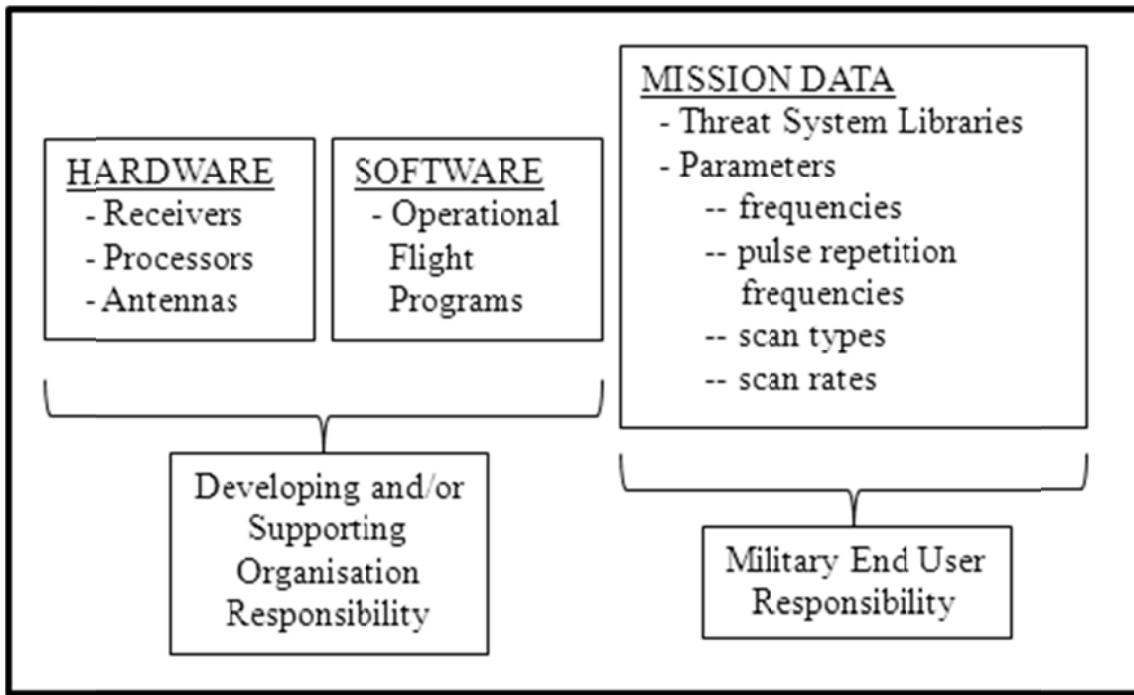 HARDWARE
- Receivers
- Processors
- Antennas
SOFTWARE
- Operational
Flight
Programs
MISSION DATA
- Threat System Libraries
- Parameters
-- frequencies
-- pulse repetition
frequencies
-- scan types
-- scan rates
Developing and/or
Supporting
Organisation
Responsibility
Military End User
Responsibility